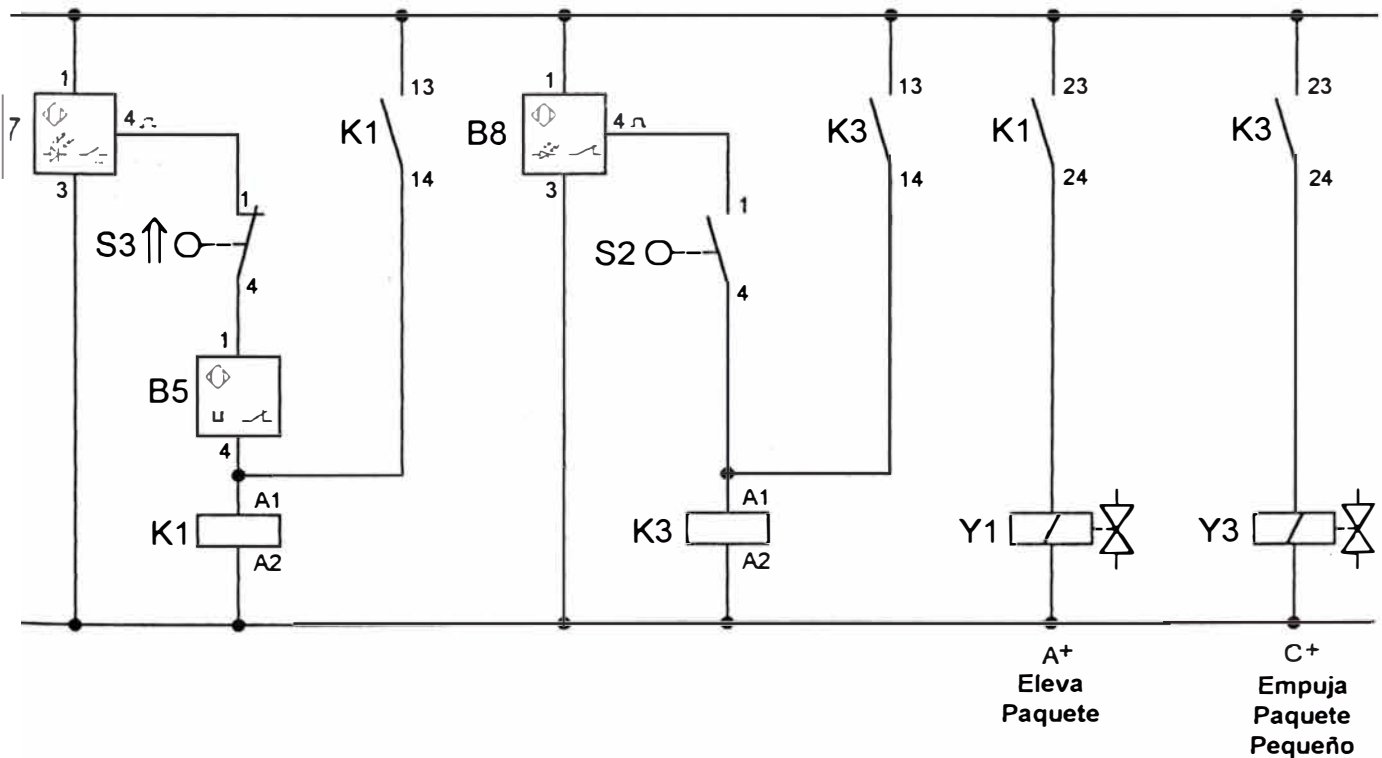 1
13
1
13
23
23
7
4
K1
B8
4
K3
K1
K3
3
14
3
14
24
24
1
1
S3
S2
4
4
1
B5
4
A1
A1
K1
K3
Y1
Y3
A2
A2
A+
Eleva
Paquete
C+
Empuja
Paquete
Pequeño